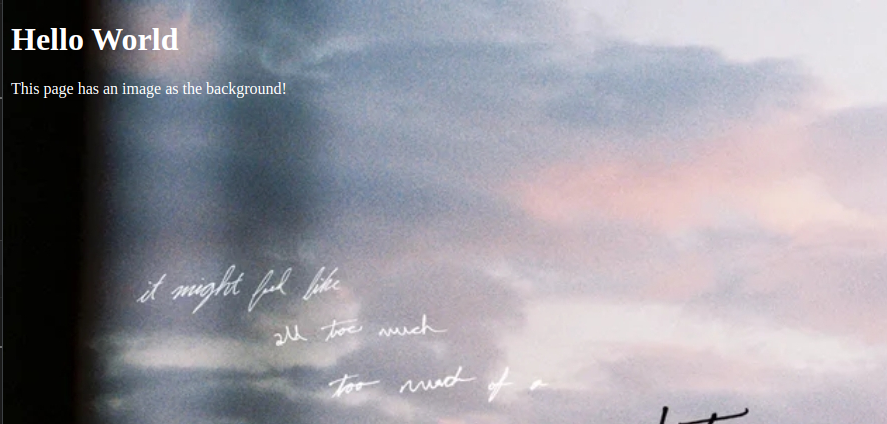 Hello World
This page has an image as the background!
it might feel like
all too much
too much of a